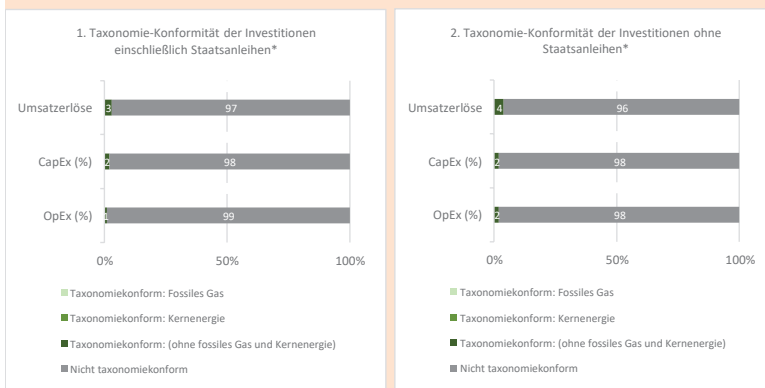 1. Taxonomie-Konformität der Investitionen
einschließlich Staatsanleihen*
Umsatzerlöse
3
97
CapEx (%)
2
98
OpEx (%)
1
99
0%
50%
100%
Taxonomiekonform: Fossiles Gas
Taxonomiekonform: Kernenergie
Taxonomiekonform: (ohne fossiles Gas und Kernenergie)
Nicht taxonomiekonform
2. Taxonomie-Konformität der Investitionen ohne
Staatsanleihen*
Umsatzerlöse
4
96
CapEx (%)
2
98
OpEx (%)
2
98
0%
50%
100%
Taxonomiekonform: Fossiles Gas
Taxonomiekonform: Kernenergie
Taxonomiekonform: (ohne fossiles Gas und Kernenergie)
Nicht taxonomiekonform